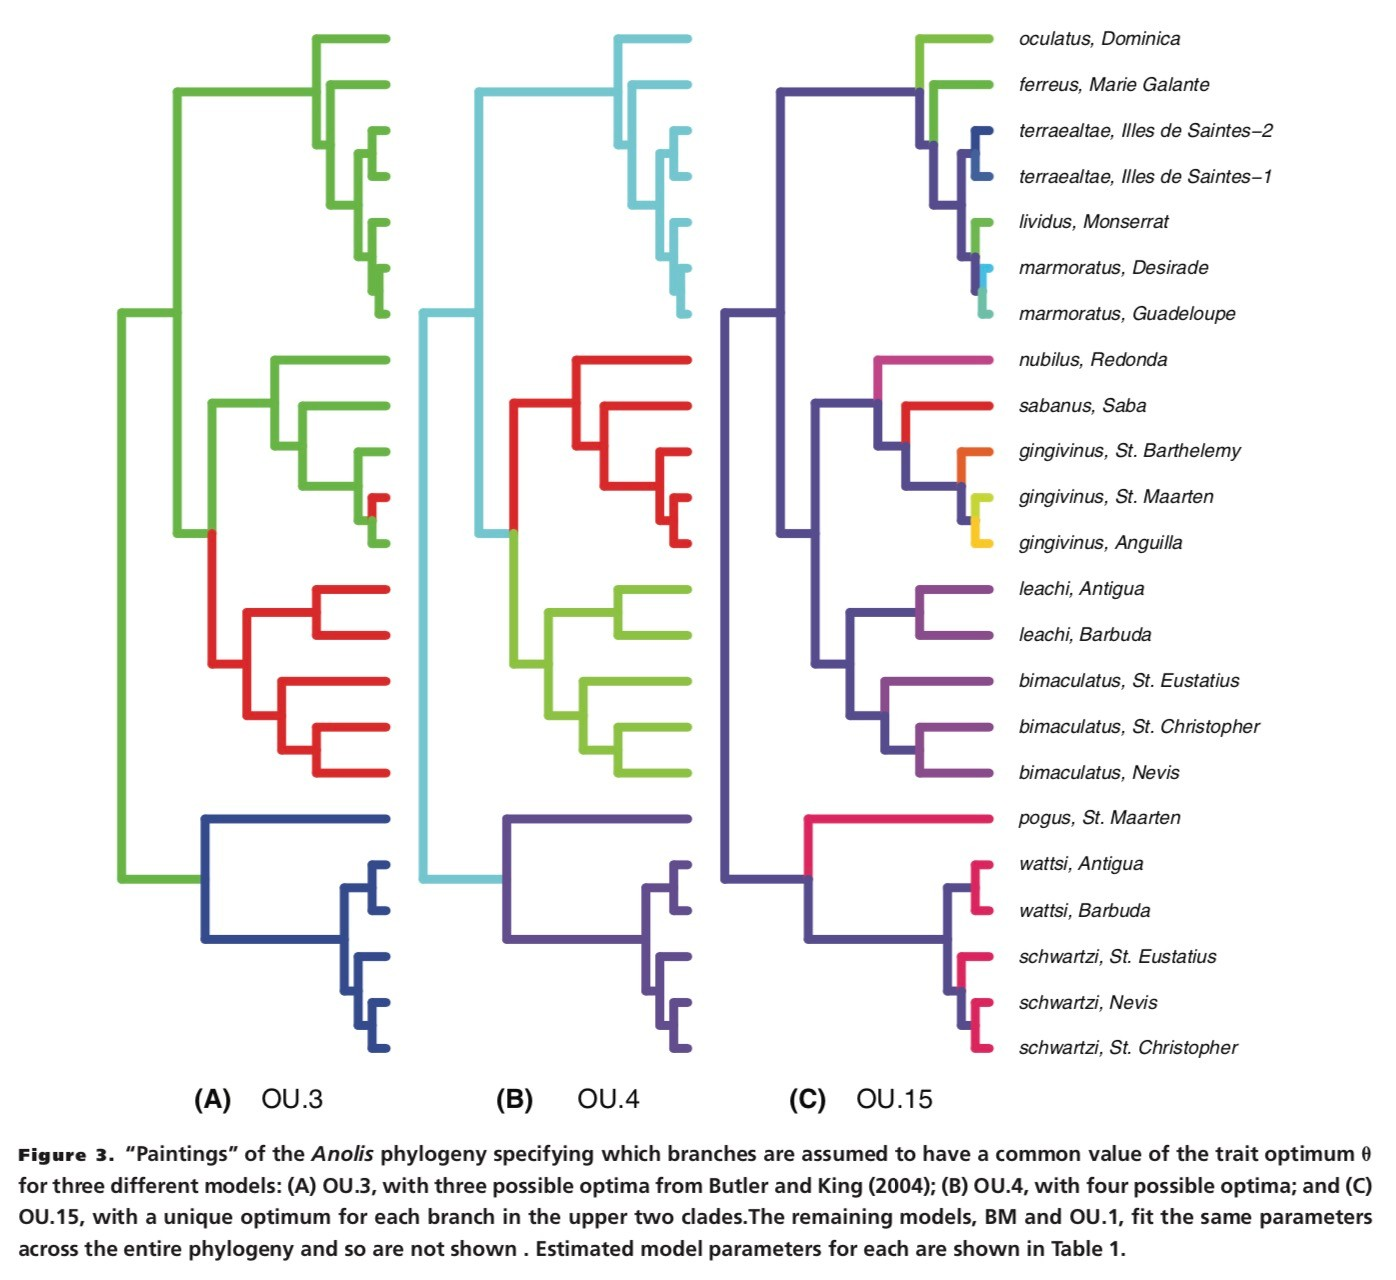 oculatus, Dominica
ferreus, Marie Galante
terraealtae, Illes de Saintes–2
terraealtae, Illes de Saintes–1
lividus, Monserrat
marmoratus, Desirade
marmoratus, Guadeloupe
nubilus, Redonda
sabanus, Saba
gingivinus, St. Barthelemy
gingivinus, St. Maarten
gingivinus, Anguilla
leachi, Antigua
leachi, Barbuda
bimaculatus, St. Eustatius
bimaculatus, St. Christopher
bimaculatus, Nevis
pogus, St. Maarten
wattsi, Antigua
wattsi, Barbuda
schwartzi, St. Eustatius
schwartzi, Nevis
schwartzi, St. Christopher
(A) OU.3 (B) OU.4 (C) OU.15
Figure 3. “Paintings” of the Anolis phylogeny specifying which branches are assumed to have a common value of the trait optimum θ
for three different models: (A) OU.3, with three possible optima from Butler and King (2004); (B) OU.4, with four possible optima; and (C)
OU.15, with a unique optimum for each branch in the upper two clades.The remaining models, BM and OU.1, fit the same parameters
across the entire phylogeny and so are not shown . Estimated model parameters for each are shown in Table 1.